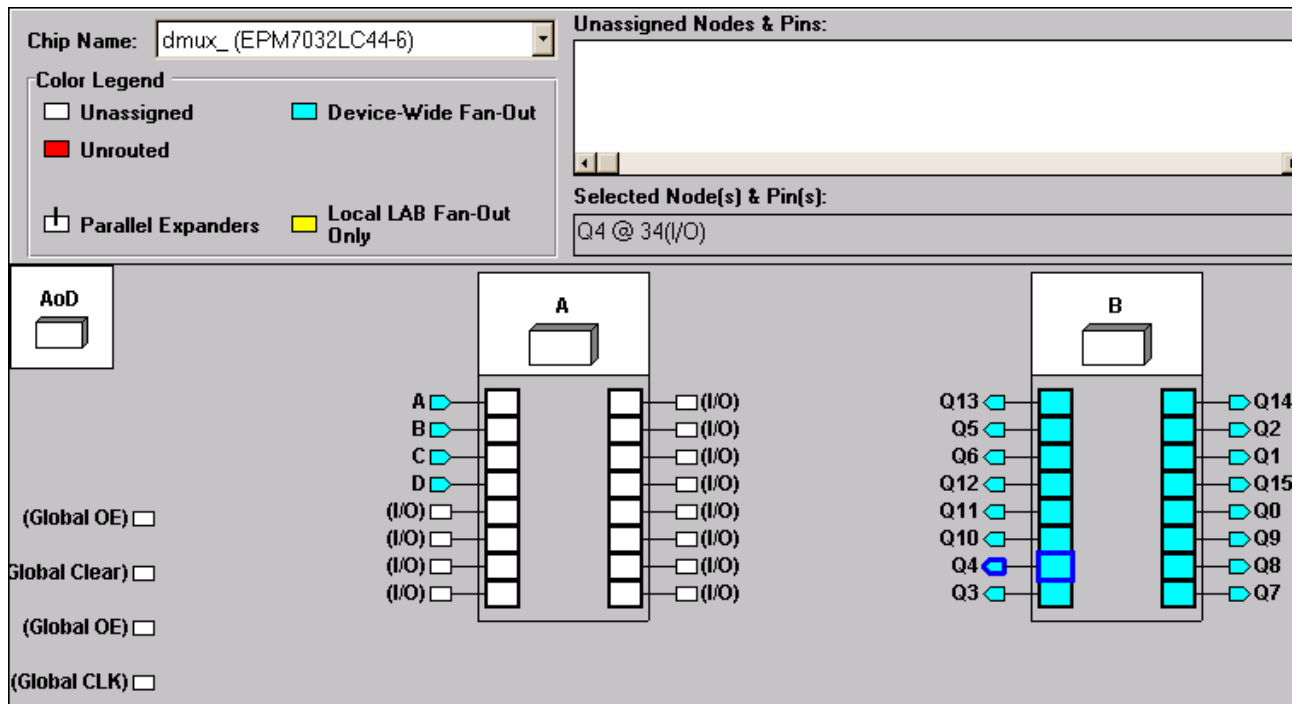 Chip Name: dmux_ (EPM7032LC44-6)
Unassigned Nodes & Pins:
Color Legend
Unassigned
Device-Wide Fan-Out
Unrouted
Parallel Expanders
Local LAB Fan-Out
Only
Selected Node(s) & Pin(s):
Q4 @ 34(I/O)
AoD
A
B
A (I/O) Q13 Q14
B (I/O) Q5 Q2
C (I/O) Q6 Q1
D (I/O) Q12 Q15
(Global OE) (I/O) (I/O) Q11 Q0
(I/O) (I/O) Q10 Q9
Global Clear) (I/O) (I/O) Q4 Q8
(I/O) (I/O) Q3 Q7
(Global OE)
(Global CLK)